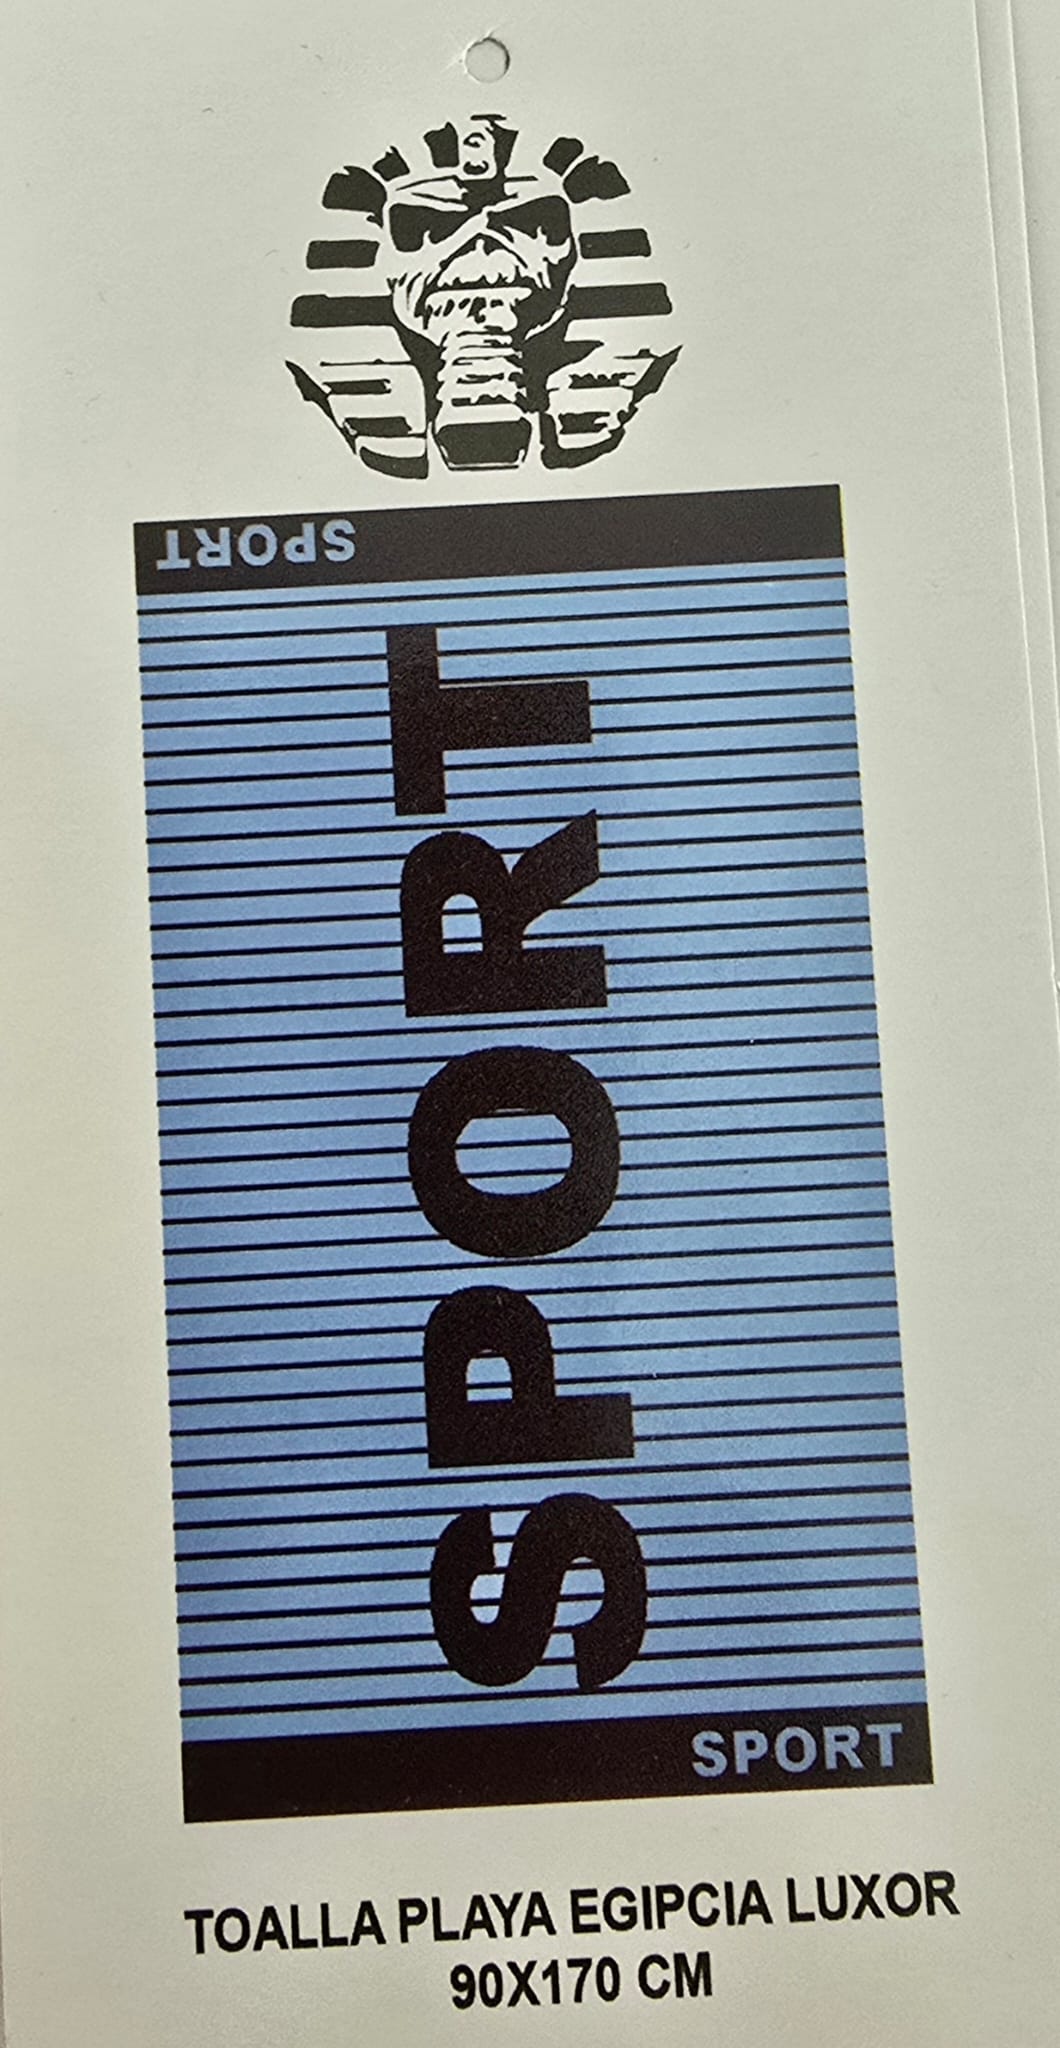 SPORT
SPORT
SPORT
TOALLA PLAYA EGIPCIA LUXOR
90X170 CM